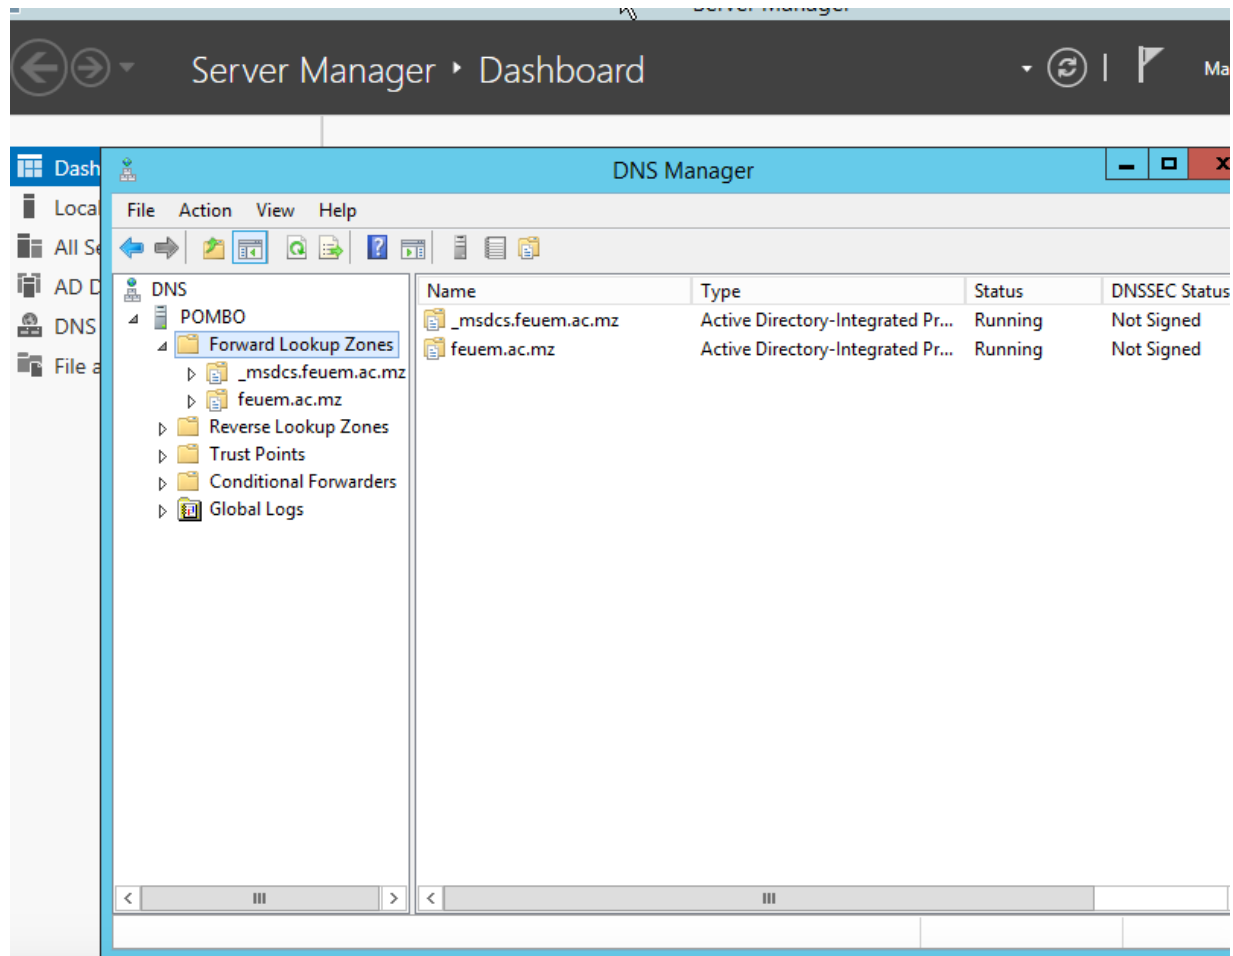 Server Manager
Server Manager • Dashboard
Ma
Dash
Local
All Se
AD D
DNS
File a
DNS Manager
File Action View Help
DNS
POMBO
Forward Lookup Zones
_msdcs.feuem.ac.mz
feuem.ac.mz
Reverse Lookup Zones
Trust Points
Conditional Forwarders
Global Logs
Name Type Status DNSSEC Status
_msdcs.feuem.ac.mz Active Directory-Integrated Pr... Running Not Signed
feuem.ac.mz Active Directory-Integrated Pr... Running Not Signed